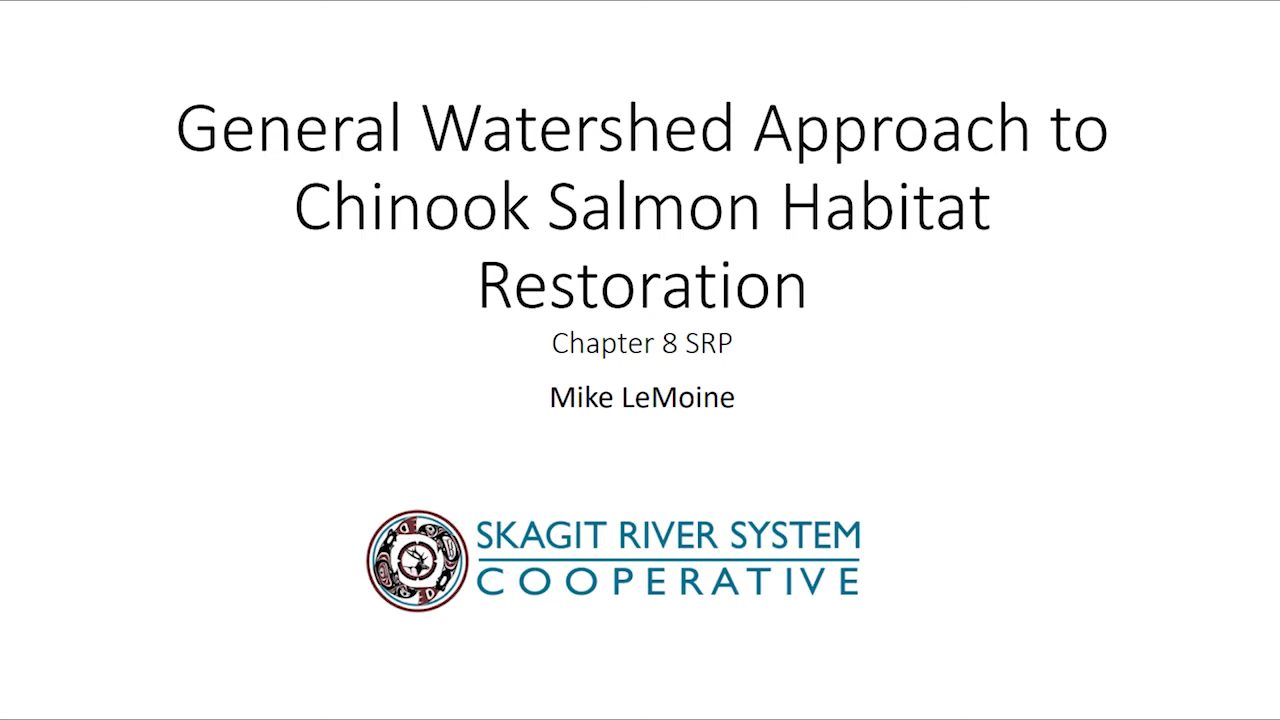 General Watershed Approach to
Chinook Salmon Habitat
Restoration
Chapter 8 SRP
Mike LeMoine
SKAGIT RIVER SYSTEM
COOPERATIVE